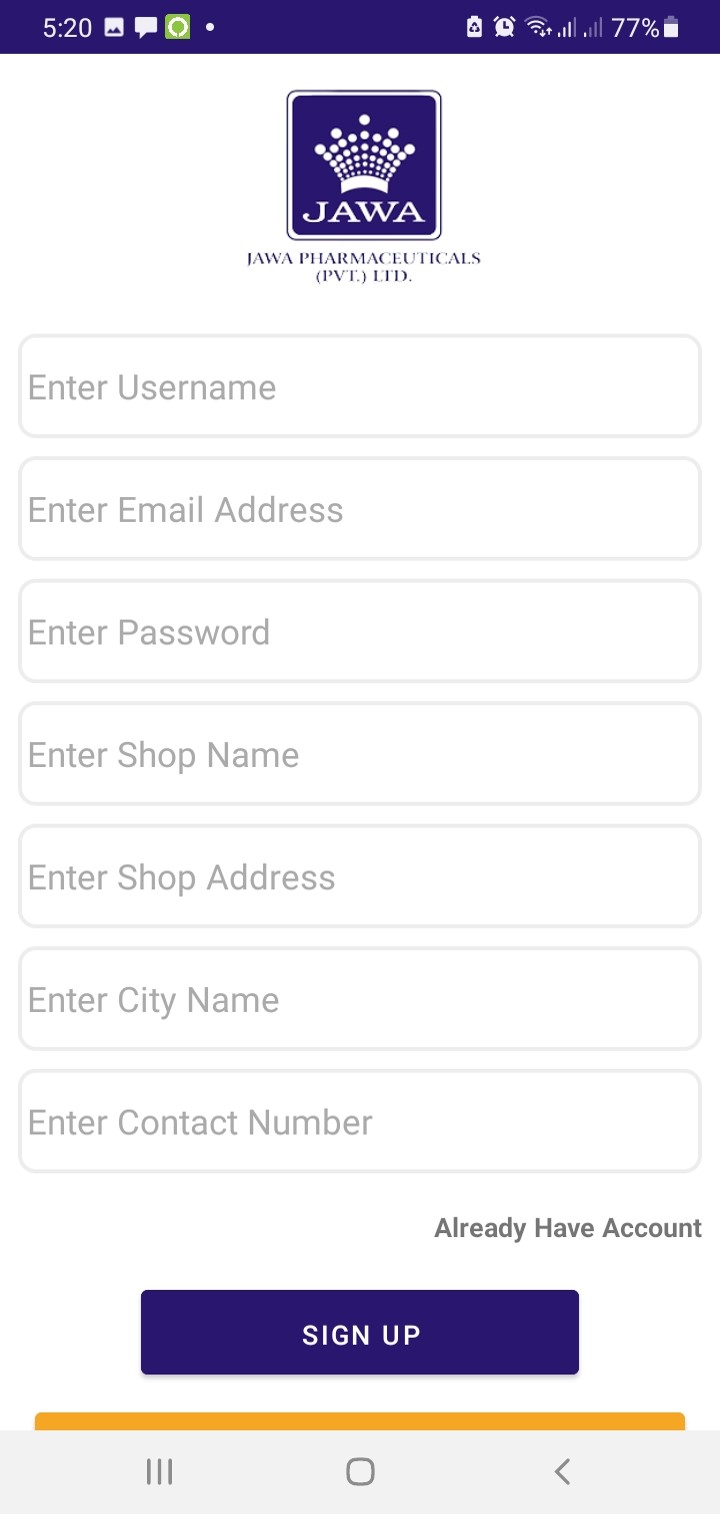 5:20 77%
JAWA
JAWA PHARMACEUTICALS
(PVT.) LTD.
Enter Username
Enter Email Address
Enter Password
Enter Shop Name
Enter Shop Address
Enter City Name
Enter Contact Number
Already Have Account
SIGN UP